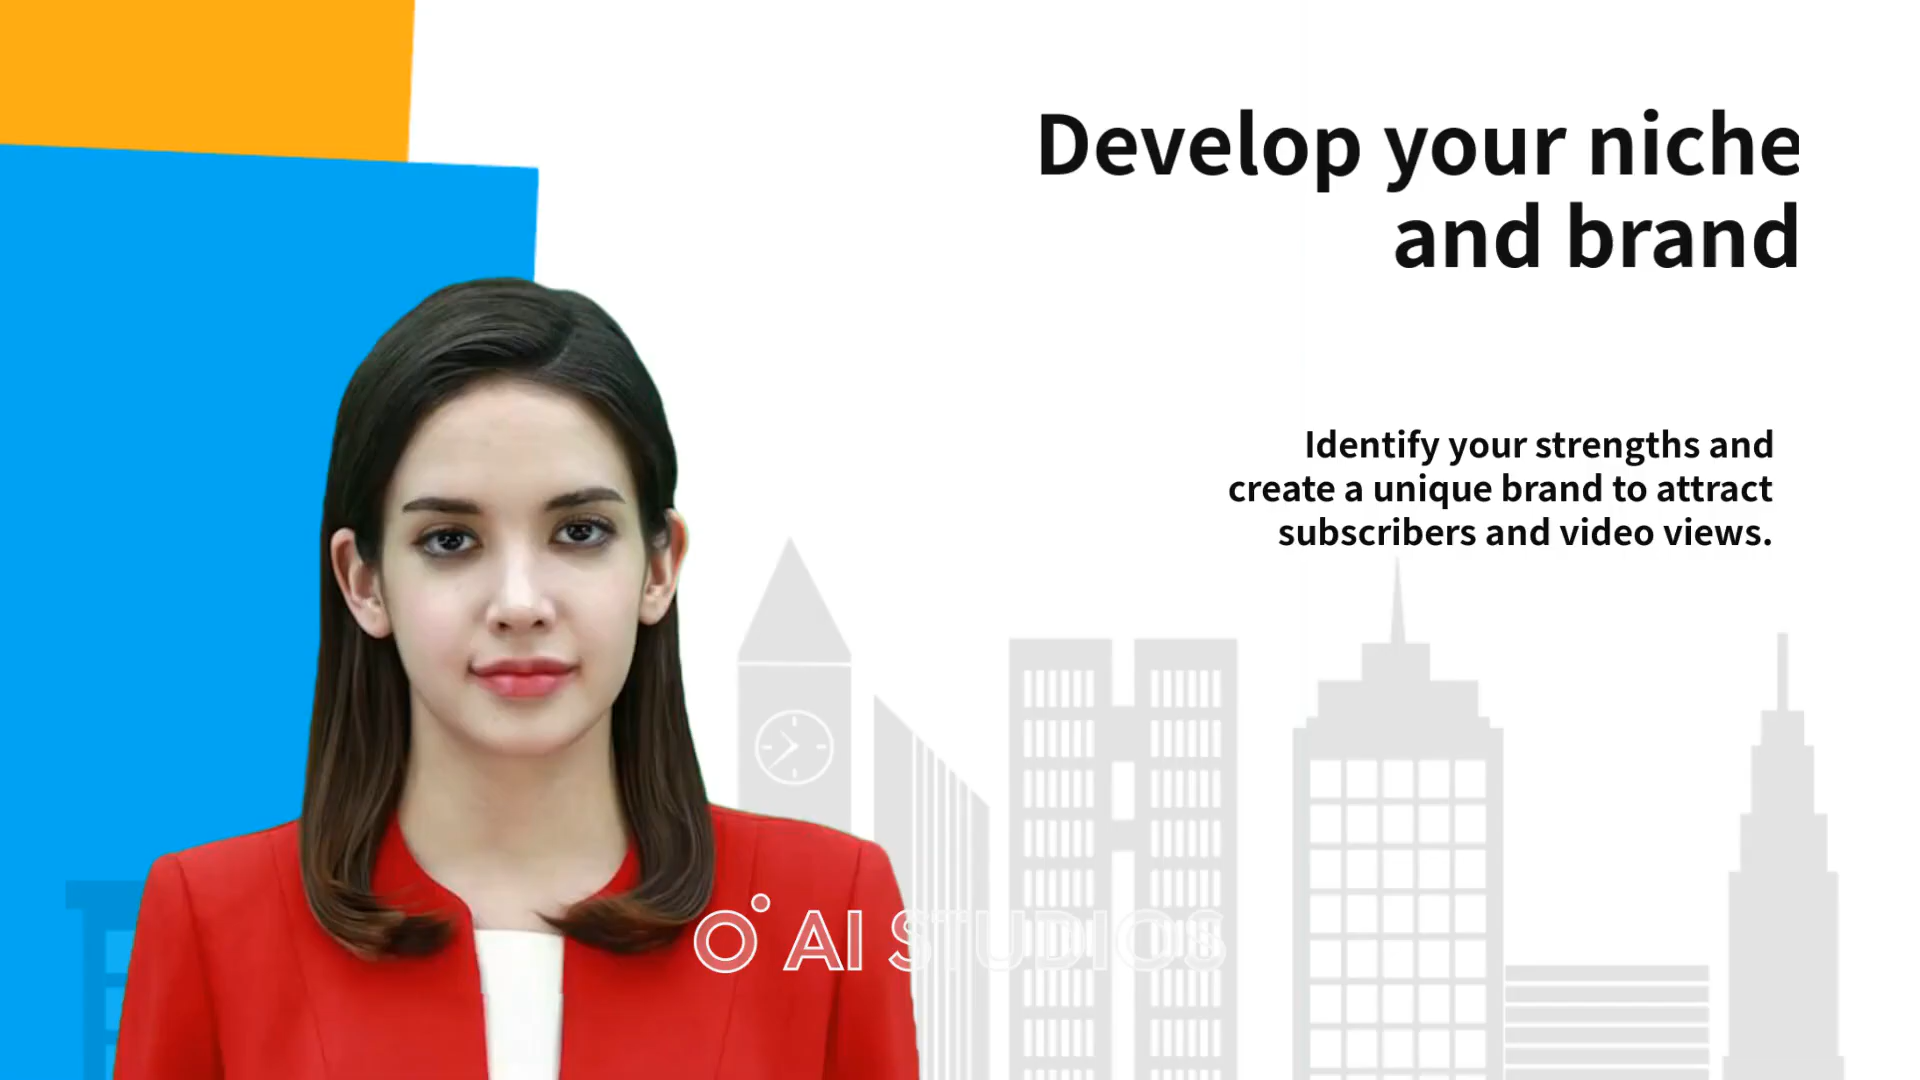 Develop your niche
and brand
Identify your strengths and
create a unique brand to attract
subscribers and video views.
AI STUDIOS